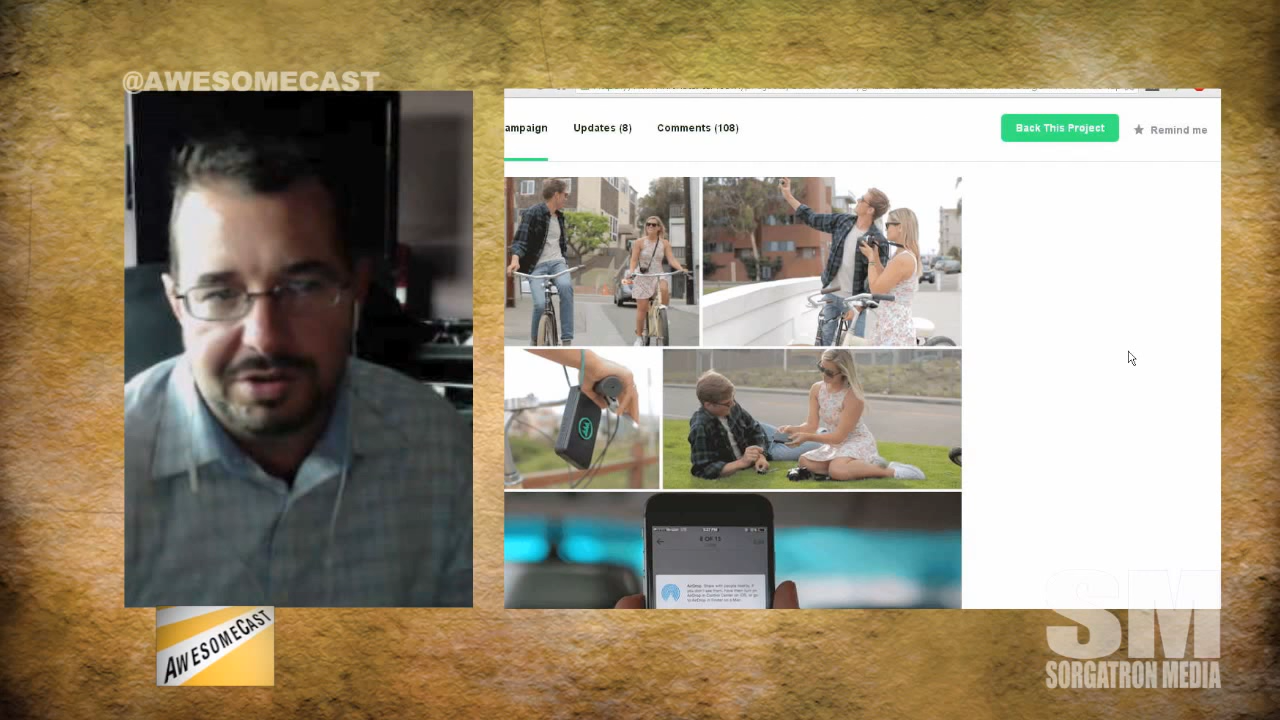 @AWESOMECAST
ampaign
Updates (8)
Comments (108)
Back This Project
Remind me
AWESOMECAST
SM
SORGATRON MEDIA